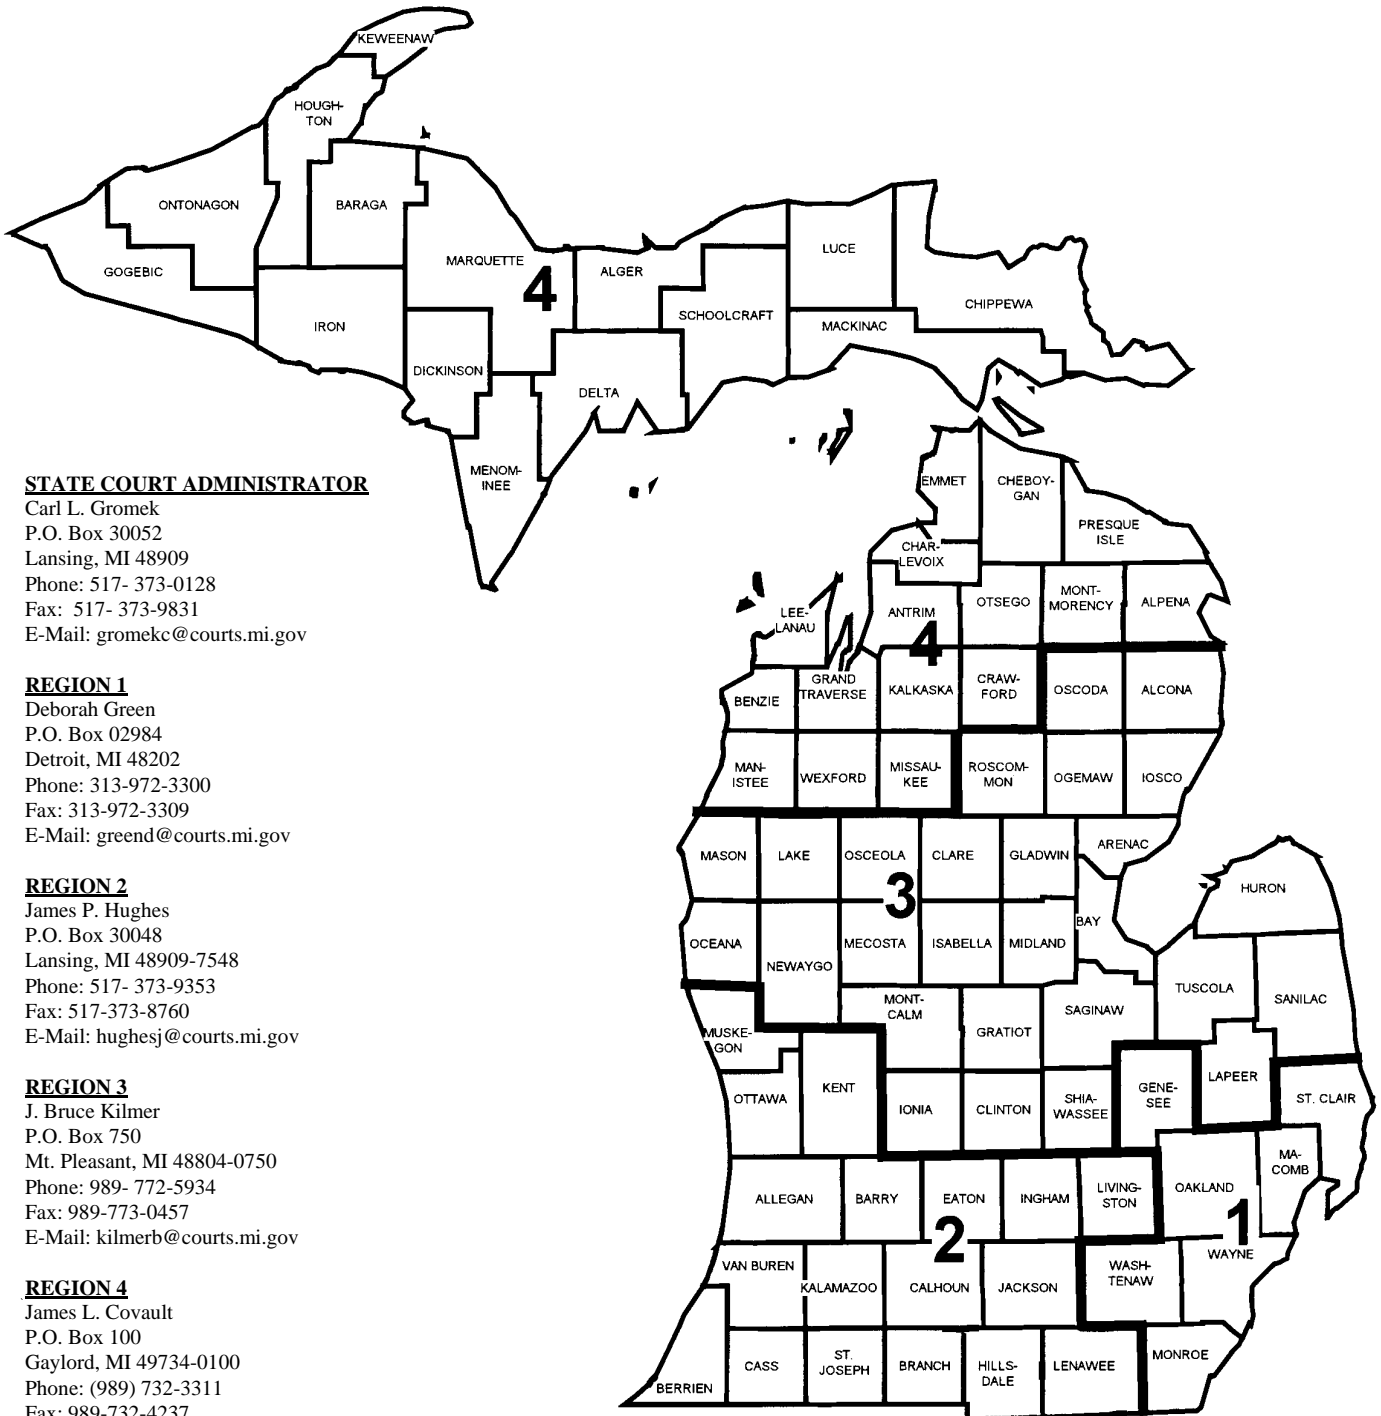 KEWEENAW
HOUGH-
TON
ONTONAGON
BARAGA
GOGEBIC
MARQUETTE
4
ALGER
LUCE
CHIPPEWA
SCHOOLCRAFT
MACKINAC
IRON
DICKINSON
DELTA
MENOM-
INEE
STATE COURT ADMINISTRATOR
Carl L. Gromek
P.O. Box 30052
Lansing, MI 48909
Phone: 517- 373-0128
Fax: 517- 373-9831
E-Mail: gromekc@courts.mi.gov
REGION 1
Deborah Green
P.O. Box 02984
Detroit, MI 48202
Phone: 313-972-3300
Fax: 313-972-3309
E-Mail: greend@courts.mi.gov
REGION 2
James P. Hughes
P.O. Box 30048
Lansing, MI 48909-7548
Phone: 517- 373-9353
Fax: 517-373-8760
E-Mail: hughesj@courts.mi.gov
REGION 3
J. Bruce Kilmer
P.O. Box 750
Mt. Pleasant, MI 48804-0750
Phone: 989- 772-5934
Fax: 989-773-0457
E-Mail: kilmerb@courts.mi.gov
REGION 4
James L. Covault
P.O. Box 100
Gaylord, MI 49734-0100
Phone: (989) 732-3311
Fax: 989-732-4237
EMMET
CHEBOY-
GAN
PRESQUE
ISLE
CHAR-
LEVOIX
LEE-
LANAU
ANTRIM
4
OTSEGO
MONT-
MORENCY
ALPENA
BENZIE
GRAND
TRAVERSE
KALKASKA
CRAW-
FORD
OSCODA
ALCONA
MAN-
ISTEE
WEXFORD
MISSAU-
KEE
ROSCOM-
MON
OGEMAW
IOSCO
MASON
LAKE
OSCEOLA
CLARE
GLADWIN
ARENAC
3
HURON
OCEANA
NEWAYGO
MECOSTA
ISABELLA
MIDLAND
BAY
TUSCOLA
SANILAC
MUSKE-
GON
MONT-
CALM
GRATIOT
SAGINAW
OTTAWA
KENT
IONIA
CLINTON
SHIA-
WASSEE
GENE-
SEE
LAPEER
ST. CLAIR
ALLEGAN
BARRY
EATON
INGHAM
LIVING-
STON
OAKLAND
MA-
COMB
2
1
VAN BUREN
KALAMAZOO
CALHOUN
JACKSON
WASH-
TENAW
WAYNE
BERRIEN
CASS
ST.
JOSEPH
BRANCH
HILLS-
DALE
LENAWEE
MONROE